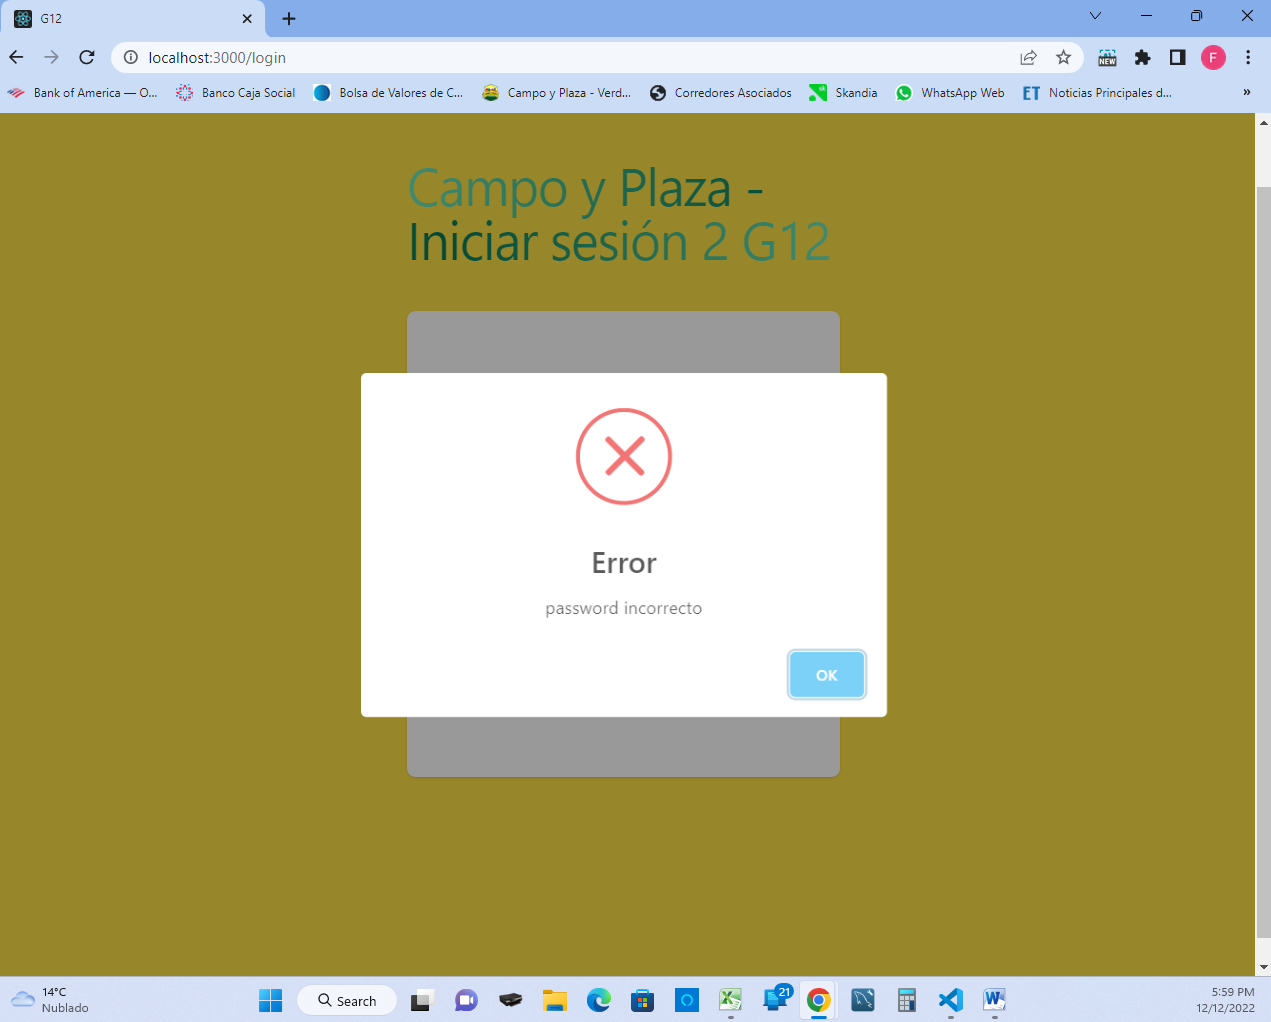 G12
localhost:3000/login
NEW
F
Bank of America — O...
Banco Caja Social
Bolsa de Valores de C...
Campo y Plaza - Verd...
Corredores Asociados
Skandia
WhatsApp Web
ET Noticias Principales d...
»
Campo y Plaza -
Iniciar sesión 2 G12
Error
password incorrecto
OK
14°C
Nublado
Search
21
5:59 PM
12/12/2022